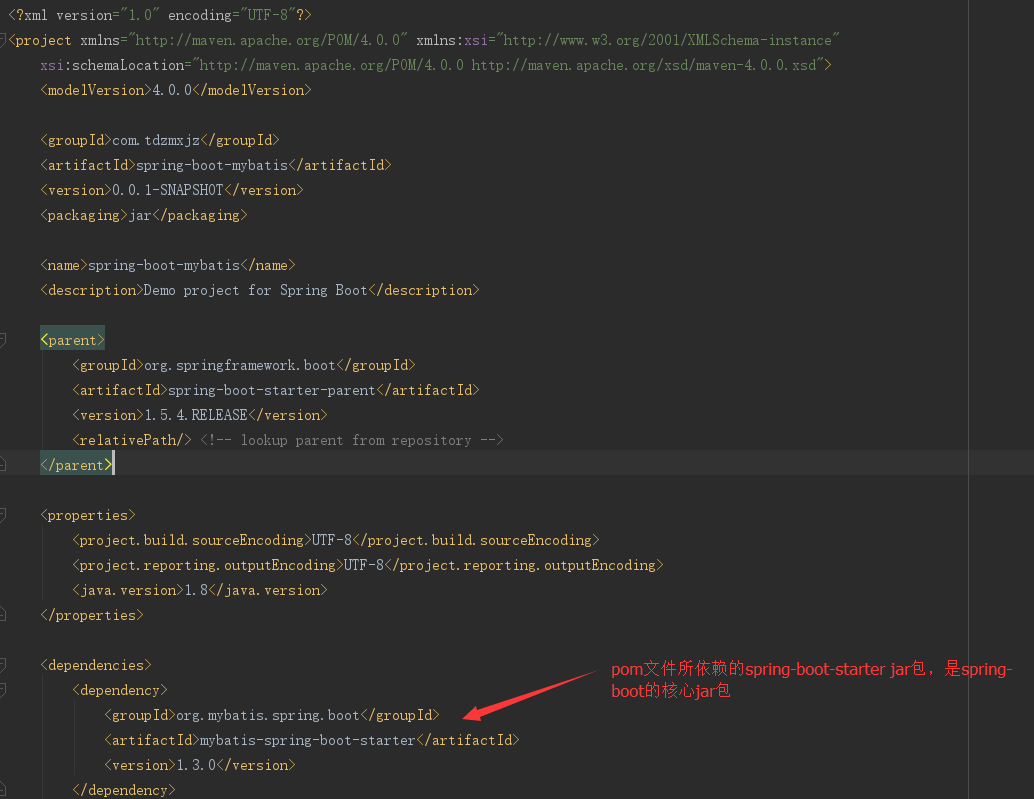 <?xml version="1.0" encoding="UTF-8"?>
<project xmlns="http://maven.apache.org/POM/4.0.0" xmlns:xsi="http://www.w3.org/2001/XMLSchema-instance"
xsi:schemaLocation="http://maven.apache.org/POM/4.0.0 http://maven.apache.org/xsd/maven-4.0.0.xsd">
<modelVersion>4.0.0</modelVersion>
<groupId>com.tdzmxjz</groupId>
<artifactId>spring-boot-mybatis</artifactId>
<version>0.0.1-SNAPSHOT</version>
<packaging>jar</packaging>
<name>spring-boot-mybatis</name>
<description>Demo project for Spring Boot</description>
<parent>
<groupId>org.springframework.boot</groupId>
<artifactId>spring-boot-starter-parent</artifactId>
<version>1.5.4.RELEASE</version>
<relativePath/> <!-- lookup parent from repository -->
</parent>
<properties>
<project.build.sourceEncoding>UTF-8</project.build.sourceEncoding>
<project.reporting.outputEncoding>UTF-8</project.reporting.outputEncoding>
<java.version>1.8</java.version>
</properties>
<dependencies>
<dependency>
<groupId>org.mybatis.spring.boot</groupId>
<artifactId>mybatis-spring-boot-starter</artifactId>
<version>1.3.0</version>
</dependency>
pom文件所依赖的spring-boot-starter jar包，是spring-
boot的核心jar包